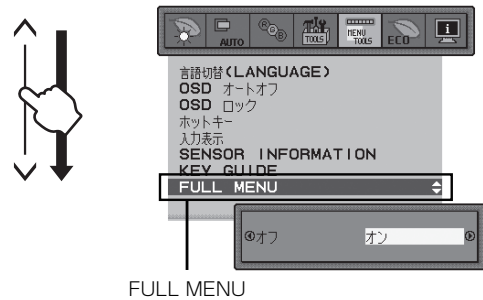 AUTO
R G B
TOOLS
MENU TOOLS
ECO
i
言語切替(LANGUAGE)
OSD オートオフ
OSD ロック
ホットキー
入力表示
SENSOR INFORMATION
KEY GUIDE
FULL MENU
オフ オン
FULL MENU